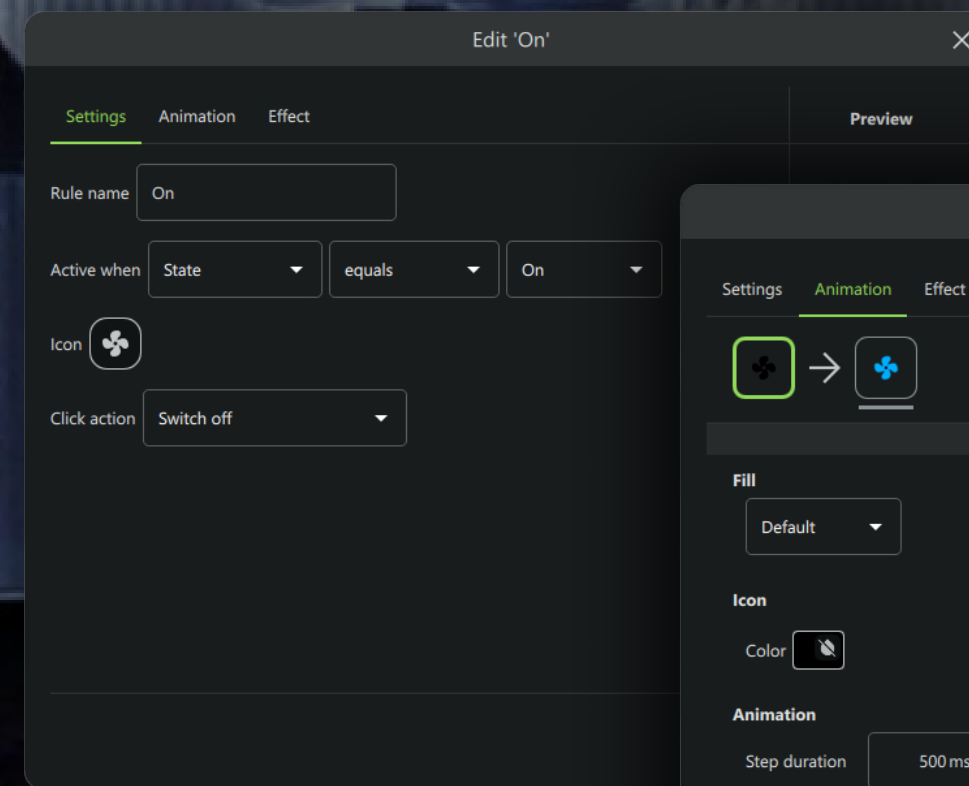 Edit 'On'
Settings Animation Effect
Preview
Rule name On
Active when State equals On
Icon
Click action Switch off
Settings Animation Effect
Fill
Default
Icon
Color
Animation
Step duration 500 ms